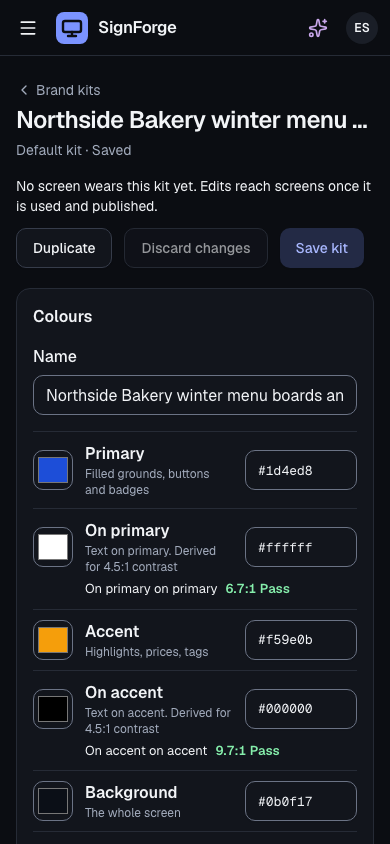 SignForge
ES
Brand kits
Northside Bakery winter menu ...
Default kit · Saved
No screen wears this kit yet. Edits reach screens once it
is used and published.
Duplicate
Discard changes
Save kit
Colours
Name
Northside Bakery winter menu boards an
Primary
Filled grounds, buttons
and badges
#1d4ed8
On primary
Text on primary. Derived
for 4.5:1 contrast
#ffffff
On primary on primary 6.7:1 Pass
Accent
Highlights, prices, tags
#f59e0b
On accent
Text on accent. Derived for
4.5:1 contrast
#000000
On accent on accent 9.7:1 Pass
Background
The whole screen
#0b0f17